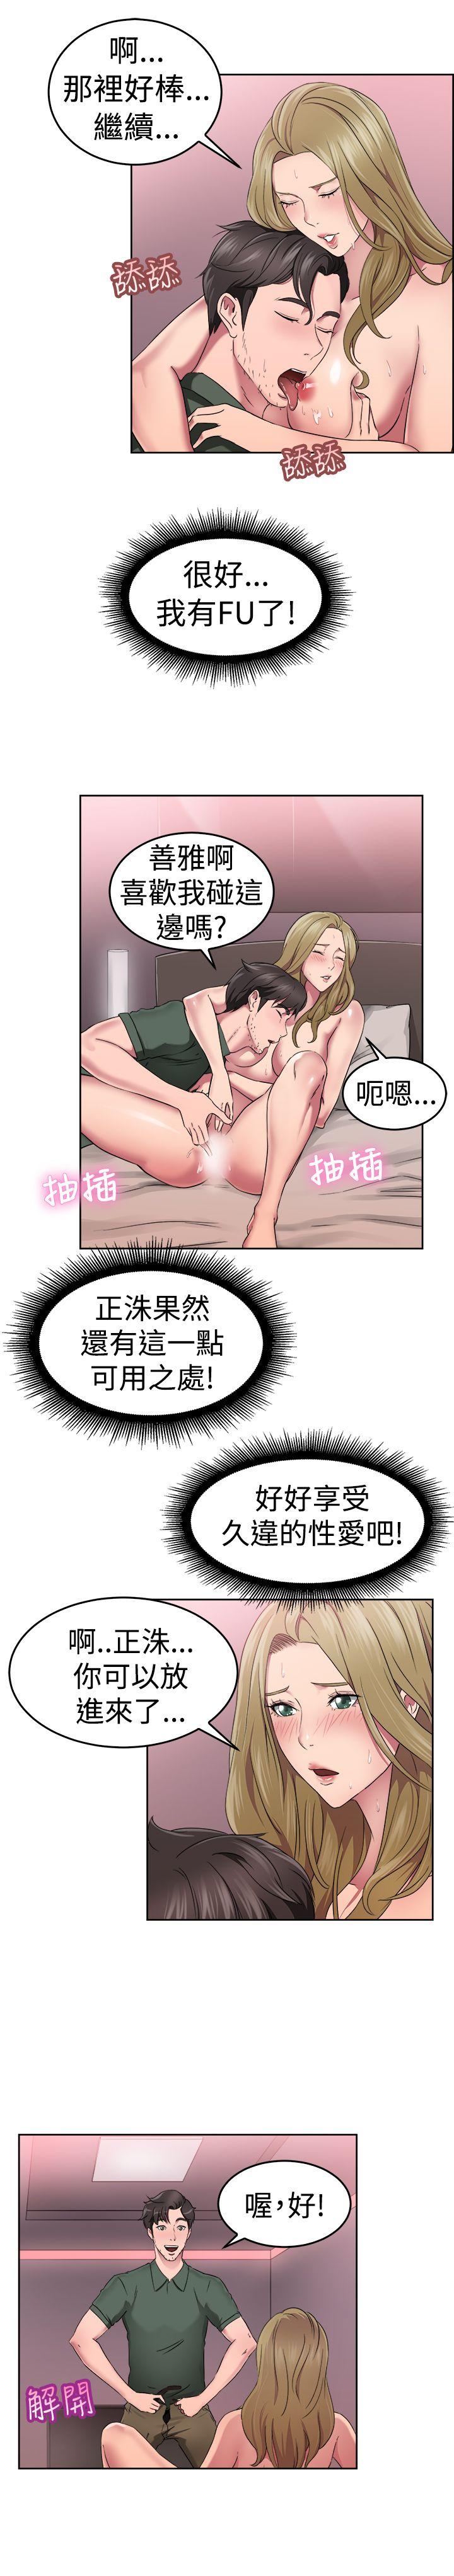 啊...
那裡好棒...
繼續...
舔舔
舔舔
很好...
我有FU了!
善雅啊
喜歡我碰這
邊嗎?
呃嗯...
抽插
抽插
正洙果然
還有這一點
可用之處!
好好享受
久違的性愛吧!
啊..正洙...
你可以放
進來了...
喔,好!
解開